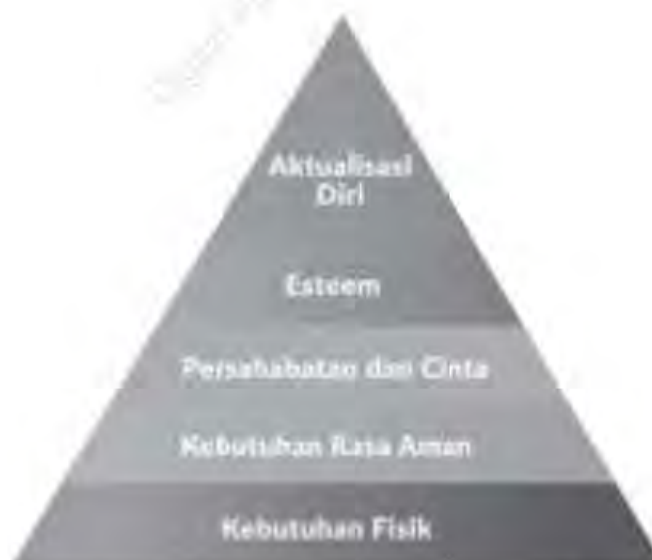 Aktualisasi
Diri
Esteem
Persahabatan dan Cinta
Kebutuhan Rasa Aman
Kebutuhan Fisik